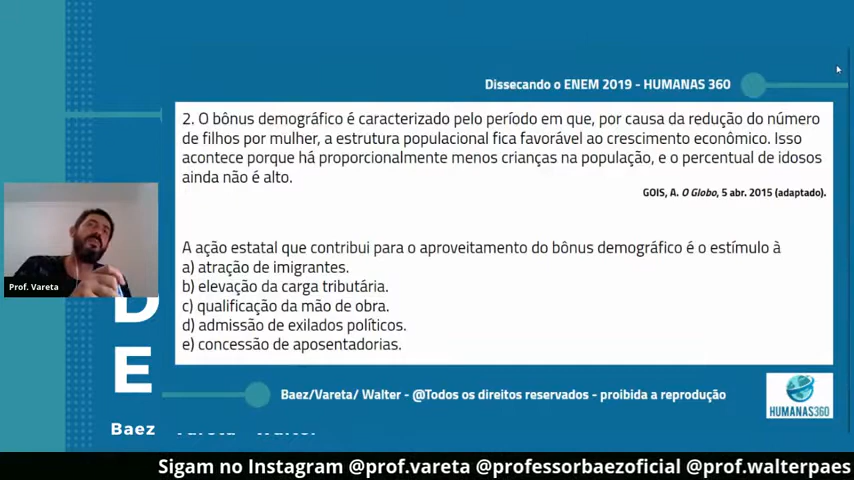 Dissecando o ENEM 2019 - HUMANAS 360
2. O bônus demográfico é caracterizado pelo período em que, por causa da redução do número
de filhos por mulher, a estrutura populacional fica favorável ao crescimento econômico. Isso
acontece porque há proporcionalmente menos crianças na população, e o percentual de idosos
ainda não é alto.
GOIS, A. O Globo, 5 abr. 2015 (adaptado).
A ação estatal que contribui para o aproveitamento do bônus demográfico é o estímulo à
a) atração de imigrantes.
b) elevação da carga tributária.
c) qualificação da mão de obra.
d) admissão de exilados políticos.
e) concessão de aposentadorias.
Prof. Vareta
D
E
Baez/Vareta/ Walter - @Todos os direitos reservados - proibida a reprodução
HUMANAS360
Baez
Sigam no Instagram @prof.vareta @professorbaezoficial @prof.walterpaes